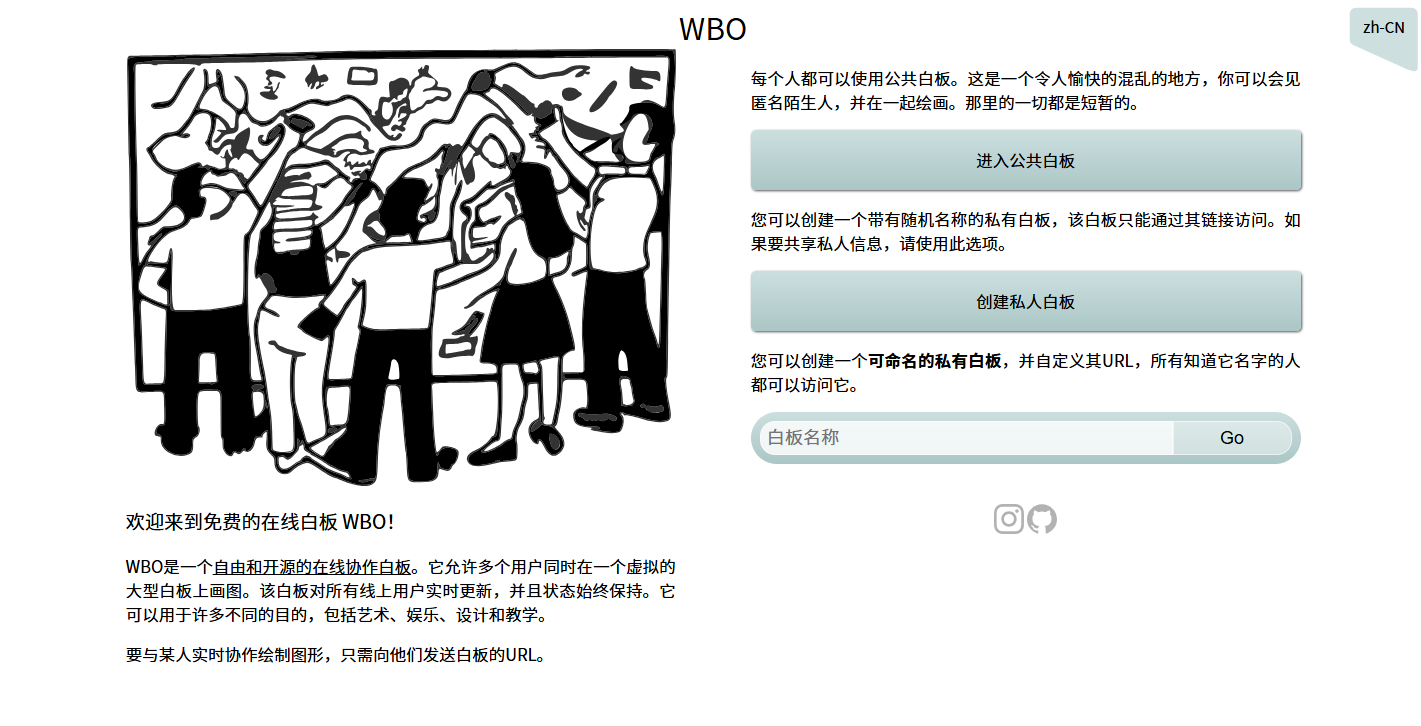 WBO
zh-CN
每个人都可以使用公共白板。这是一个令人愉快的混乱的地方，你可以会见
匿名陌生人，并在一起绘画。那里的一切都是短暂的。
进入公共白板
您可以创建一个带有随机名称的私有白板，该白板只能通过其链接访问。如
果要共享私人信息，请使用此选项。
创建私人白板
您可以创建一个可命名的私有白板，并自定义其URL，所有知道它名字的人
都可以访问它。
白板名称
Go
欢迎来到免费的在线白板 WBO！
WBO是一个自由和开源的在线协作白板。它允许多个用户同时在一个虚拟的
大型白板上画图。该白板对所有线上用户实时更新，并且状态始终保持。它
可以用于许多不同的目的，包括艺术、娱乐、设计和教学。
要与某人实时协作绘制图形，只需向他们发送白板的URL。